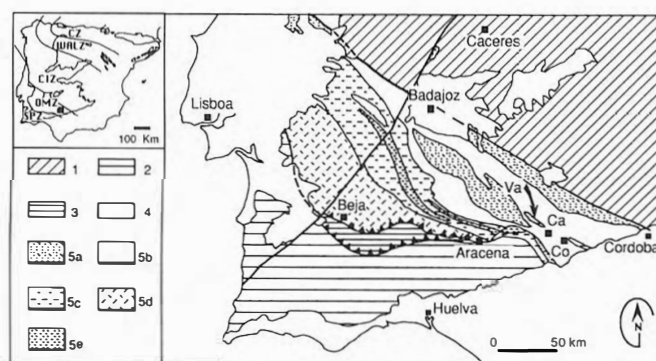 CZ
WALZ
CIZ
OMZ
SPZ
100 Km
1
2
3
4
5a
5b
5c
5d
5e
Caceres
Badajoz
Lisboa
Va
Beja
Ca
Co
Cordoba
Aracena
Huelva
N
0 50 km